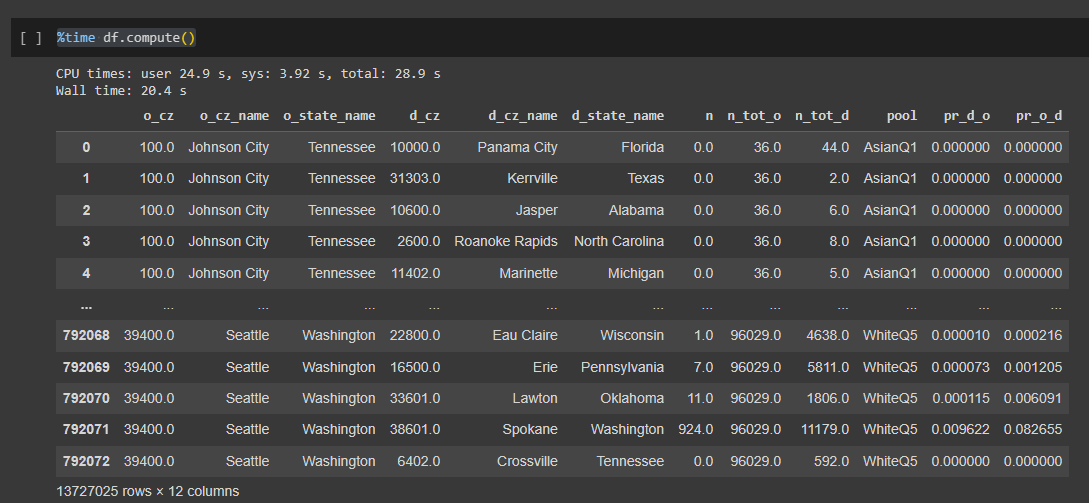 [ ] %time df.compute()
CPU times: user 24.9 s, sys: 3.92 s, total: 28.9 s
Wall time: 20.4 s
o_cz o_cz_name o_state_name d_cz d_cz_name d_state_name n n_tot_o n_tot_d pool pr_d_o pr_o_d
0 100.0 Johnson City Tennessee 10000.0 Panama City Florida 0.0 36.0 44.0 AsianQ1 0.000000 0.000000
1 100.0 Johnson City Tennessee 31303.0 Kerrville Texas 0.0 36.0 2.0 AsianQ1 0.000000 0.000000
2 100.0 Johnson City Tennessee 10600.0 Jasper Alabama 0.0 36.0 6.0 AsianQ1 0.000000 0.000000
3 100.0 Johnson City Tennessee 2600.0 Roanoke Rapids North Carolina 0.0 36.0 8.0 AsianQ1 0.000000 0.000000
4 100.0 Johnson City Tennessee 11402.0 Marinette Michigan 0.0 36.0 5.0 AsianQ1 0.000000 0.000000
... ... ... ... ... ... ... ... ... ... ... ... ...
792068 39400.0 Seattle Washington 22800.0 Eau Claire Wisconsin 1.0 96029.0 4638.0 WhiteQ5 0.000010 0.000216
792069 39400.0 Seattle Washington 16500.0 Erie Pennsylvania 7.0 96029.0 5811.0 WhiteQ5 0.000073 0.001205
792070 39400.0 Seattle Washington 33601.0 Lawton Oklahoma 11.0 96029.0 1806.0 WhiteQ5 0.000115 0.006091
792071 39400.0 Seattle Washington 38601.0 Spokane Washington 924.0 96029.0 11179.0 WhiteQ5 0.009622 0.082655
792072 39400.0 Seattle Washington 6402.0 Crossville Tennessee 0.0 96029.0 592.0 WhiteQ5 0.000000 0.000000
13727025 rows × 12 columns